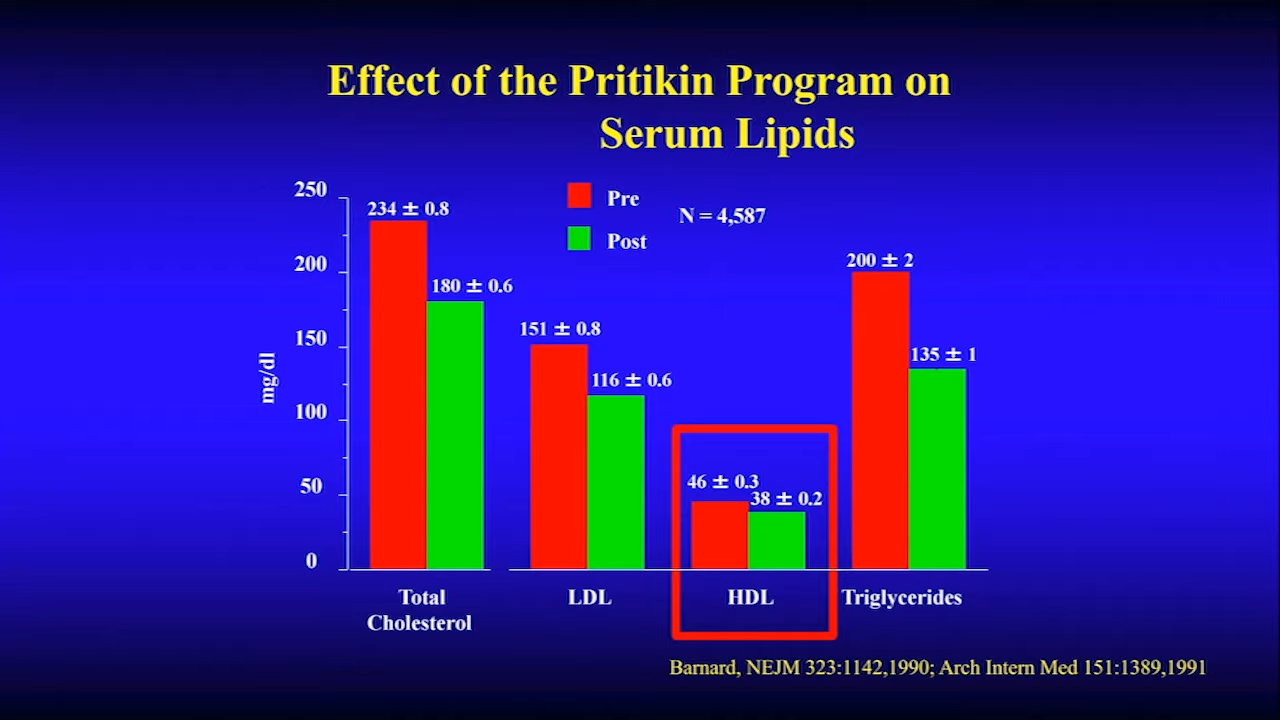 Effect of the Pritikin Program on
Serum Lipids
Pre
Post
N = 4,587
mg/dl
250
200
150
100
50
0
234 ± 0.8
180 ± 0.6
151 ± 0.8
116 ± 0.6
46 ± 0.3
38 ± 0.2
200 ± 2
135 ± 1
Total
Cholesterol
LDL
HDL
Triglycerides
Barnard, NEJM 323:1142,1990; Arch Intern Med 151:1389,1991